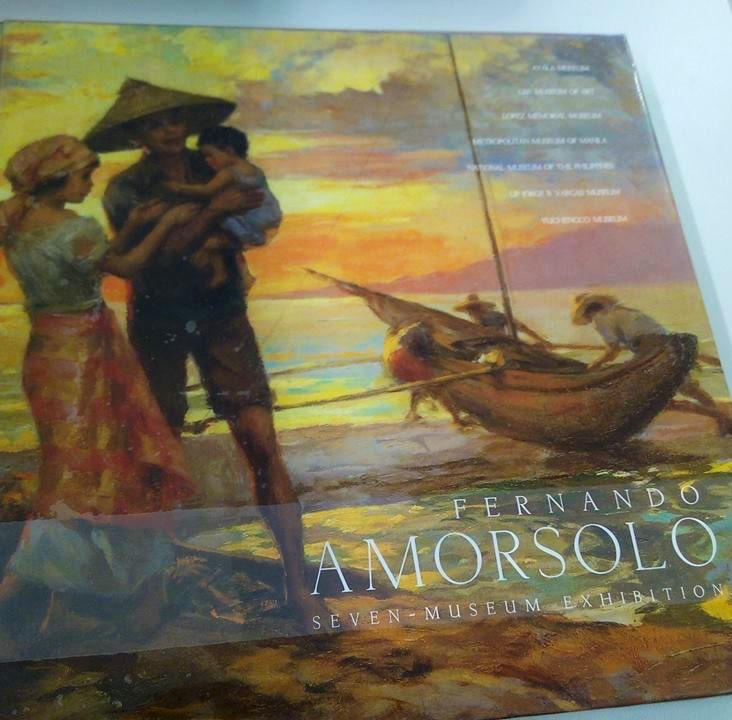 AYALA MUSEUM
GSIS MUSEUM OF ART
LOPEZ MEMORIAL MUSEUM
METROPOLITAN MUSEUM OF MANILA
NATIONAL MUSEUM OF THE PHILIPPINES
UP JORGE B. VARGAS MUSEUM
YUCHENGCO MUSEUM
FERNANDO
AMORSOLO
SEVEN-MUSEUM EXHIBITION